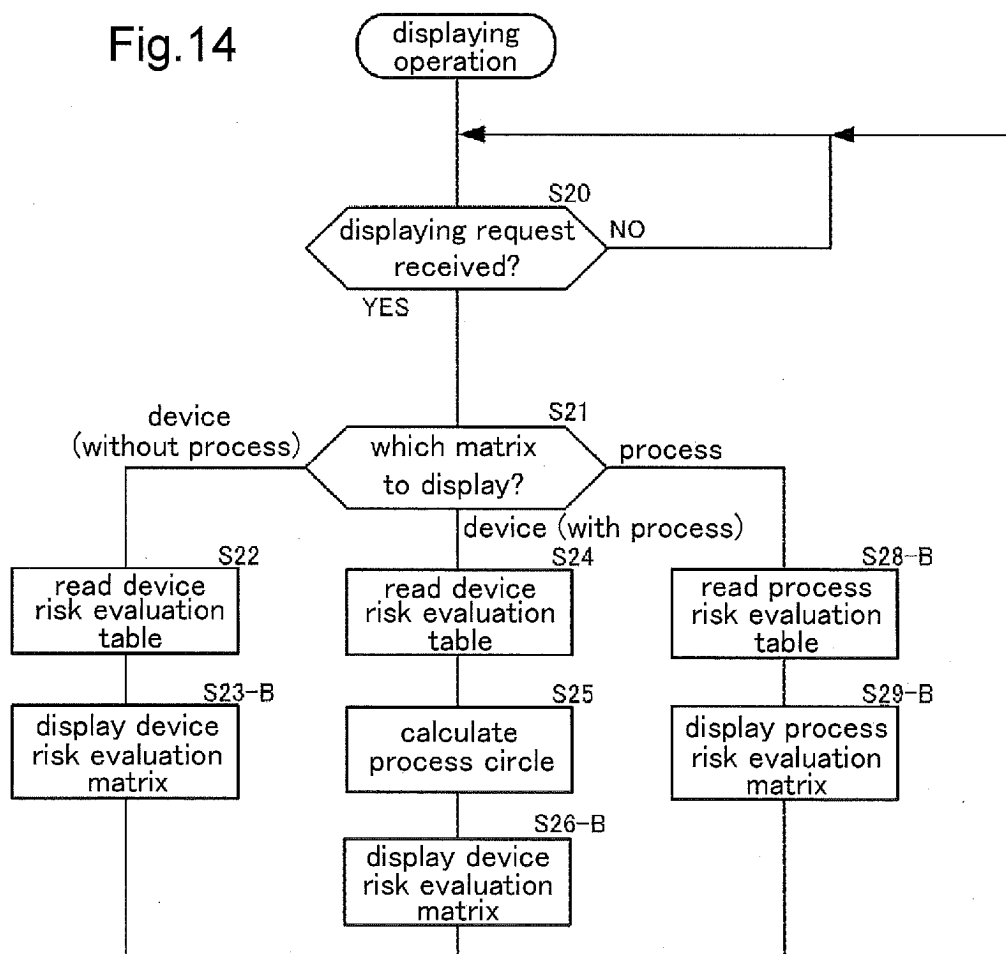 Fig.14
displaying
operation
S20
displaying request
received?
NO
YES
S21
device
(without process)
which matrix
to display?
process
device (with process)
S22
read device
risk evaluation
table
S24
read device
risk evaluation
table
S28-B
read process
risk evaluation
table
S23-B
display device
risk evaluation
matrix
S25
calculate
process circle
S29-B
display process
risk evaluation
matrix
S26-B
display device
risk evaluation
matrix